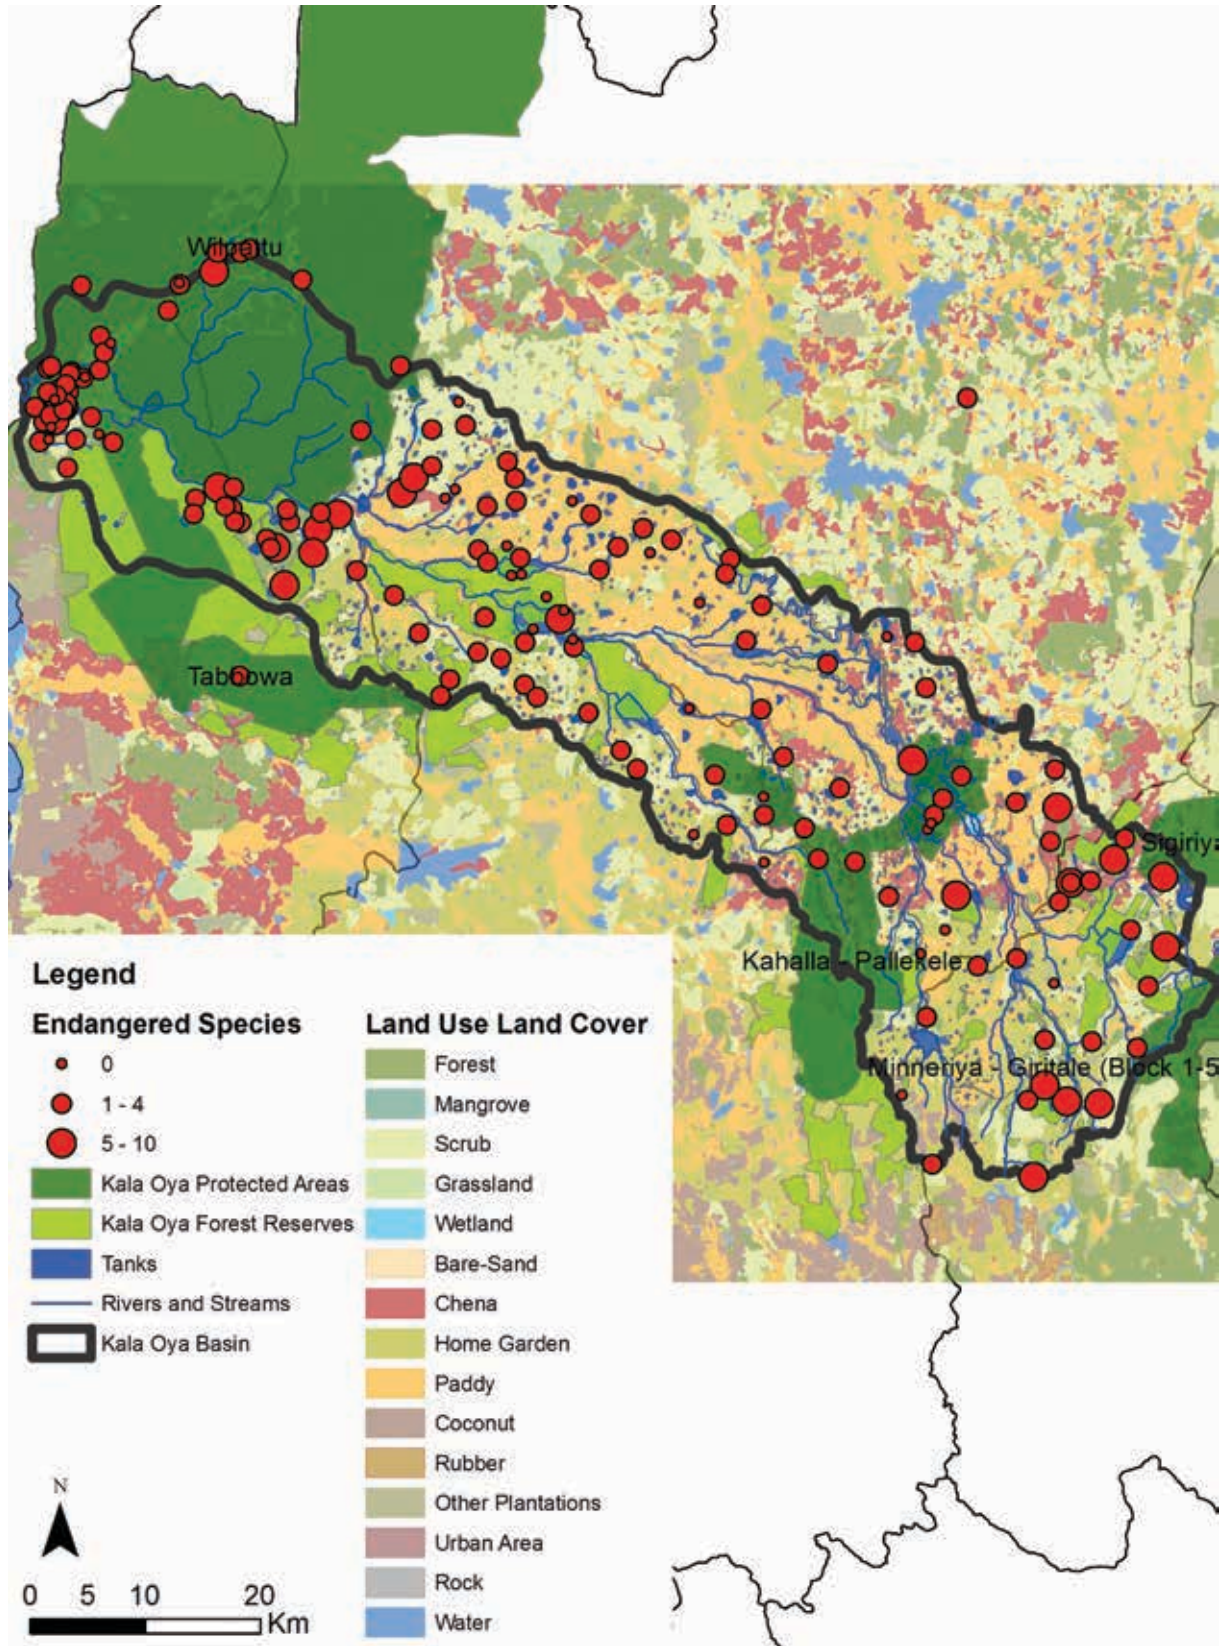 Wilpattu
Tabbowa
Sigiriya
Kahalla - Pallekele
Minneriya - Giritale (Block 1-5
Legend
Endangered Species
0
1 - 4
5 - 10
Kala Oya Protected Areas
Kala Oya Forest Reserves
Tanks
Rivers and Streams
Kala Oya Basin
Land Use Land Cover
Forest
Mangrove
Scrub
Grassland
Wetland
Bare-Sand
Chena
Home Garden
Paddy
Coconut
Rubber
Other Plantations
Urban Area
Rock
Water
N
0 5 10 20
Km